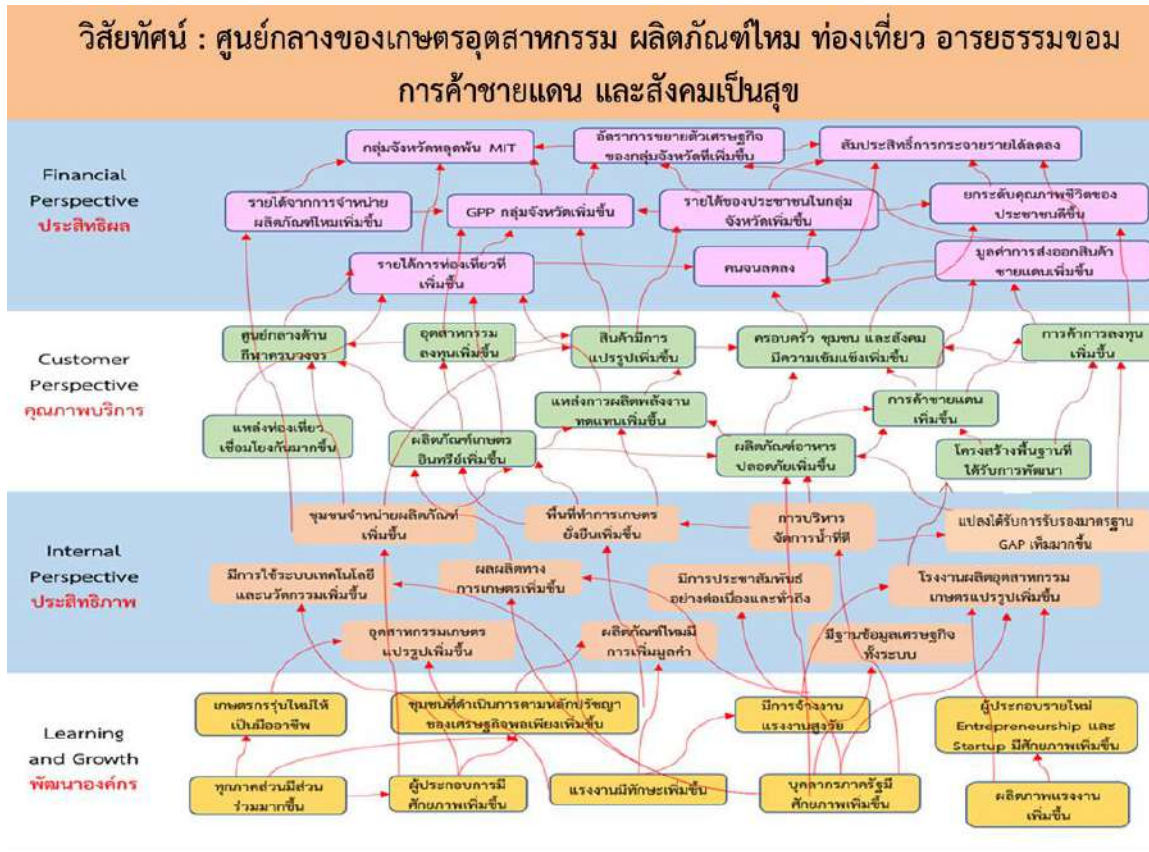 วิสัยทัศน์ : ศูนย์กลางของเกษตรอุตสาหกรรม ผลิตภัณฑ์ไหม ท่องเที่ยว อารยธรรมขอม
การค้าชายแดน และสังคมเป็นสุข
Financial
Perspective
ประสิทธิผล
กลุ่มจังหวัดหลุดพ้น MIT
อัตราการขยายตัวเศรษฐกิจ
ของกลุ่มจังหวัดที่เพิ่มขึ้น
สัมประสิทธิ์การกระจายรายได้ลดลง
รายได้จากการจำหน่าย
ผลิตภัณฑ์ไหมเพิ่มขึ้น
GPP กลุ่มจังหวัดเพิ่มขึ้น
รายได้ของประชาชนในกลุ่ม
จังหวัดเพิ่มขึ้น
ยกระดับคุณภาพชีวิตของ
ประชาชนดีขึ้น
รายได้การท่องเที่ยวที่
เพิ่มขึ้น
คนจนลดลง
มูลค่าการส่งออกสินค้า
ชายแดนเพิ่มขึ้น
Customer
Perspective
คุณภาพบริการ
ศูนย์กลางด้าน
กีฬาครบวงจร
อุตสาหกรรม
ลงทุนเพิ่มขึ้น
สินค้ามีการ
แปรรูปเพิ่มขึ้น
ครอบครัว ชุมชน และสังคม
มีความเข้มแข็งเพิ่มขึ้น
การค้าการลงทุน
เพิ่มขึ้น
แหล่งท่องเที่ยว
เชื่อมโยงกันมากขึ้น
ผลิตภัณฑ์เกษตร
อินทรีย์เพิ่มขึ้น
แหล่งการผลิตพลังงาน
ทดแทนเพิ่มขึ้น
ผลิตภัณฑ์อาหาร
ปลอดภัยเพิ่มขึ้น
การค้าชายแดน
เพิ่มขึ้น
โครงสร้างพื้นฐานที่
ได้รับการพัฒนา
Internal
Perspective
ประสิทธิภาพ
ชุมชนจำหน่ายผลิตภัณฑ์
เพิ่มขึ้น
พื้นที่ทำการเกษตร
ยั่งยืนเพิ่มขึ้น
การบริหาร
จัดการน้ำที่ดี
แปลงได้รับการรับรองมาตรฐาน
GAP เพิ่มมากขึ้น
มีการใช้ระบบเทคโนโลยี
และนวัตกรรมเพิ่มขึ้น
ผลผลิตทาง
การเกษตรเพิ่มขึ้น
มีการประชาสัมพันธ์
อย่างต่อเนื่องและทั่วถึง
โรงงานผลิตอุตสาหกรรม
เกษตรแปรรูปเพิ่มขึ้น
อุตสาหกรรมเกษตร
แปรรูปเพิ่มขึ้น
ผลิตภัณฑ์ไหมมี
การเพิ่มมูลค่า
มีฐานข้อมูลเศรษฐกิจ
ทั้งระบบ
Learning
and Growth
พัฒนาองค์กร
เกษตรกรรุ่นใหม่ให้
เป็นมืออาชีพ
ชุมชนที่ดำเนินการตามหลักปรัชญา
ของเศรษฐกิจพอเพียงเพิ่มขึ้น
มีการจ้างงาน
แรงงานสูงวัย
ผู้ประกอบรายใหม่
Entrepreneurship และ
Startup มีศักยภาพเพิ่มขึ้น
ทุกภาคส่วนมีส่วน
ร่วมมากขึ้น
ผู้ประกอบการมี
ศักยภาพเพิ่มขึ้น
แรงงานมีทักษะเพิ่มขึ้น
บุคลากรภาครัฐมี
ศักยภาพเพิ่มขึ้น
ผลิตภาพแรงงาน
เพิ่มขึ้น